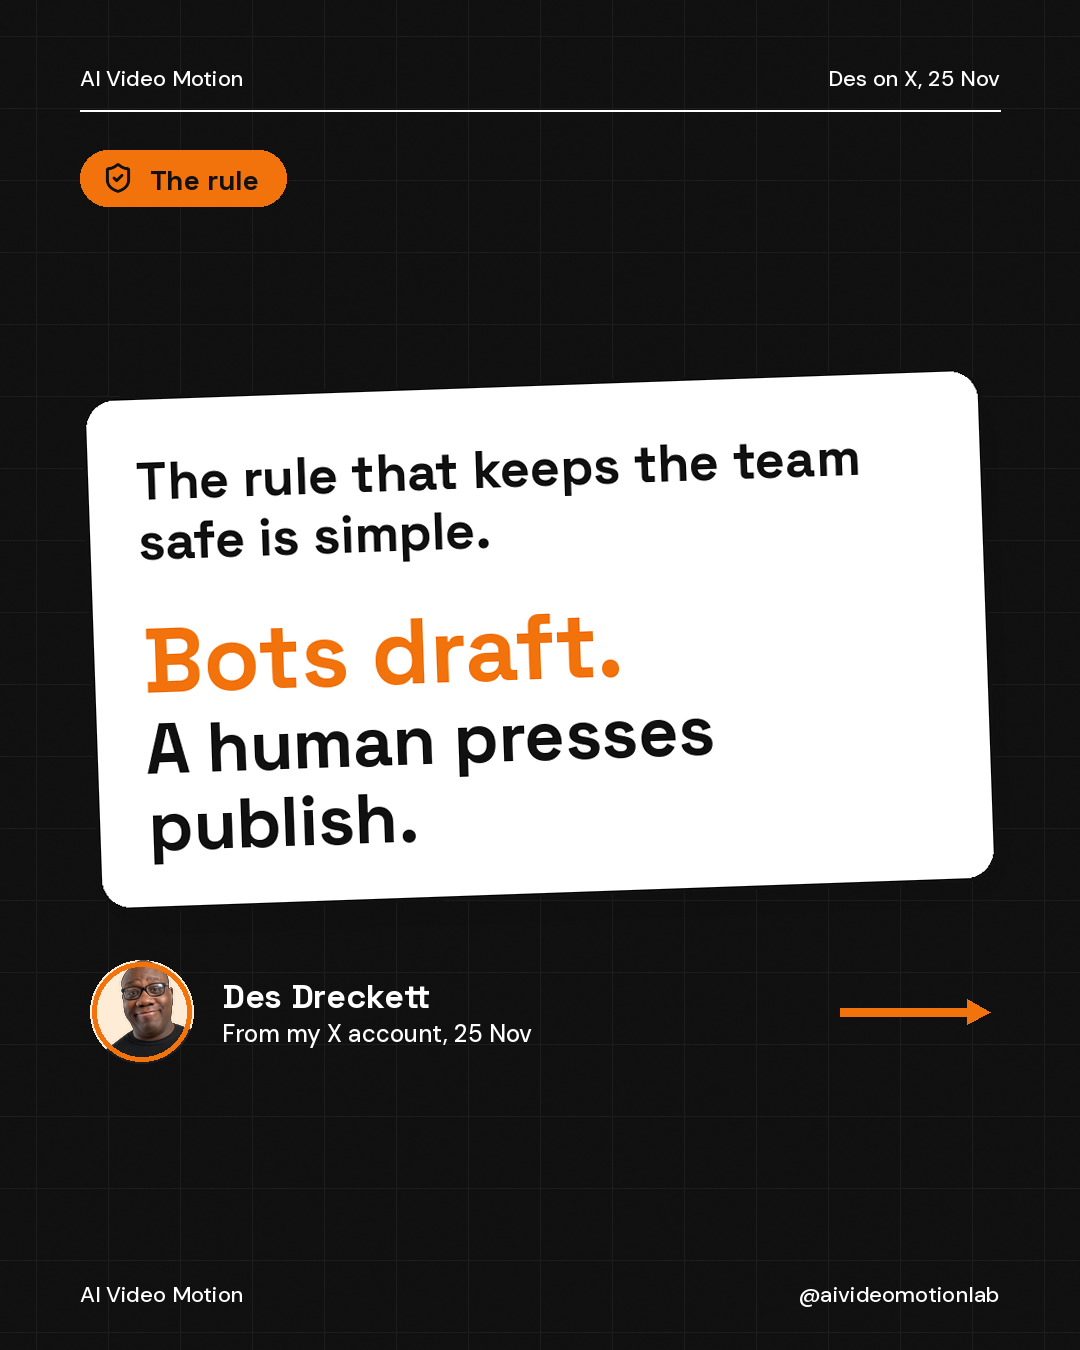 AI Video Motion
Des on X, 25 Nov
The rule
The rule that keeps the team
safe is simple.
Bots draft.
A human presses
publish.
Des Dreckett
From my X account, 25 Nov
AI Video Motion
@aivideomotionlab